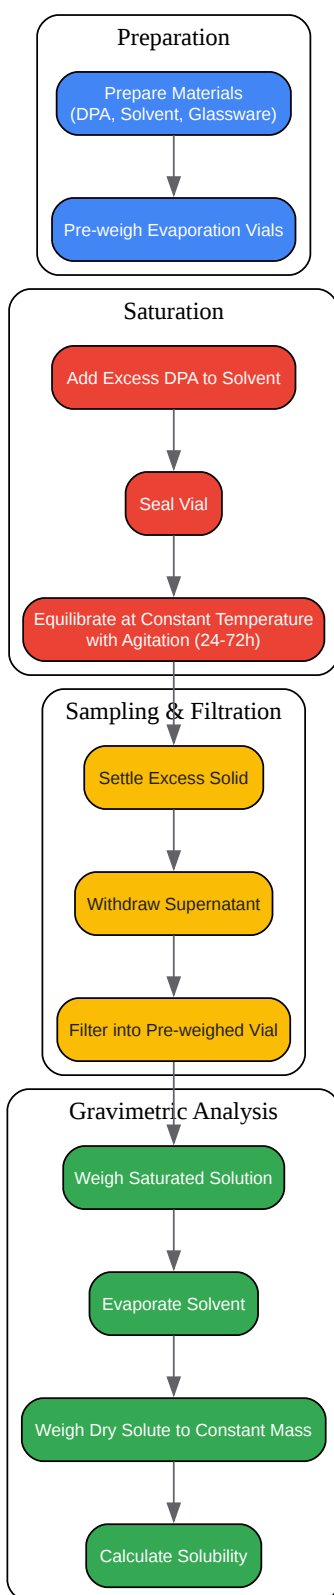 Preparation
Prepare Materials
(DPA, Solvent, Glassware)
Pre-weigh Evaporation Vials
Saturation
Add Excess DPA to Solvent
Seal Vial
Equilibrate at Constant Temperature
with Agitation (24-72h)
Sampling & Filtration
Settle Excess Solid
Withdraw Supernatant
Filter into Pre-weighed Vial
Gravimetric Analysis
Weigh Saturated Solution
Evaporate Solvent
Weigh Dry Solute to Constant Mass
Calculate Solubility